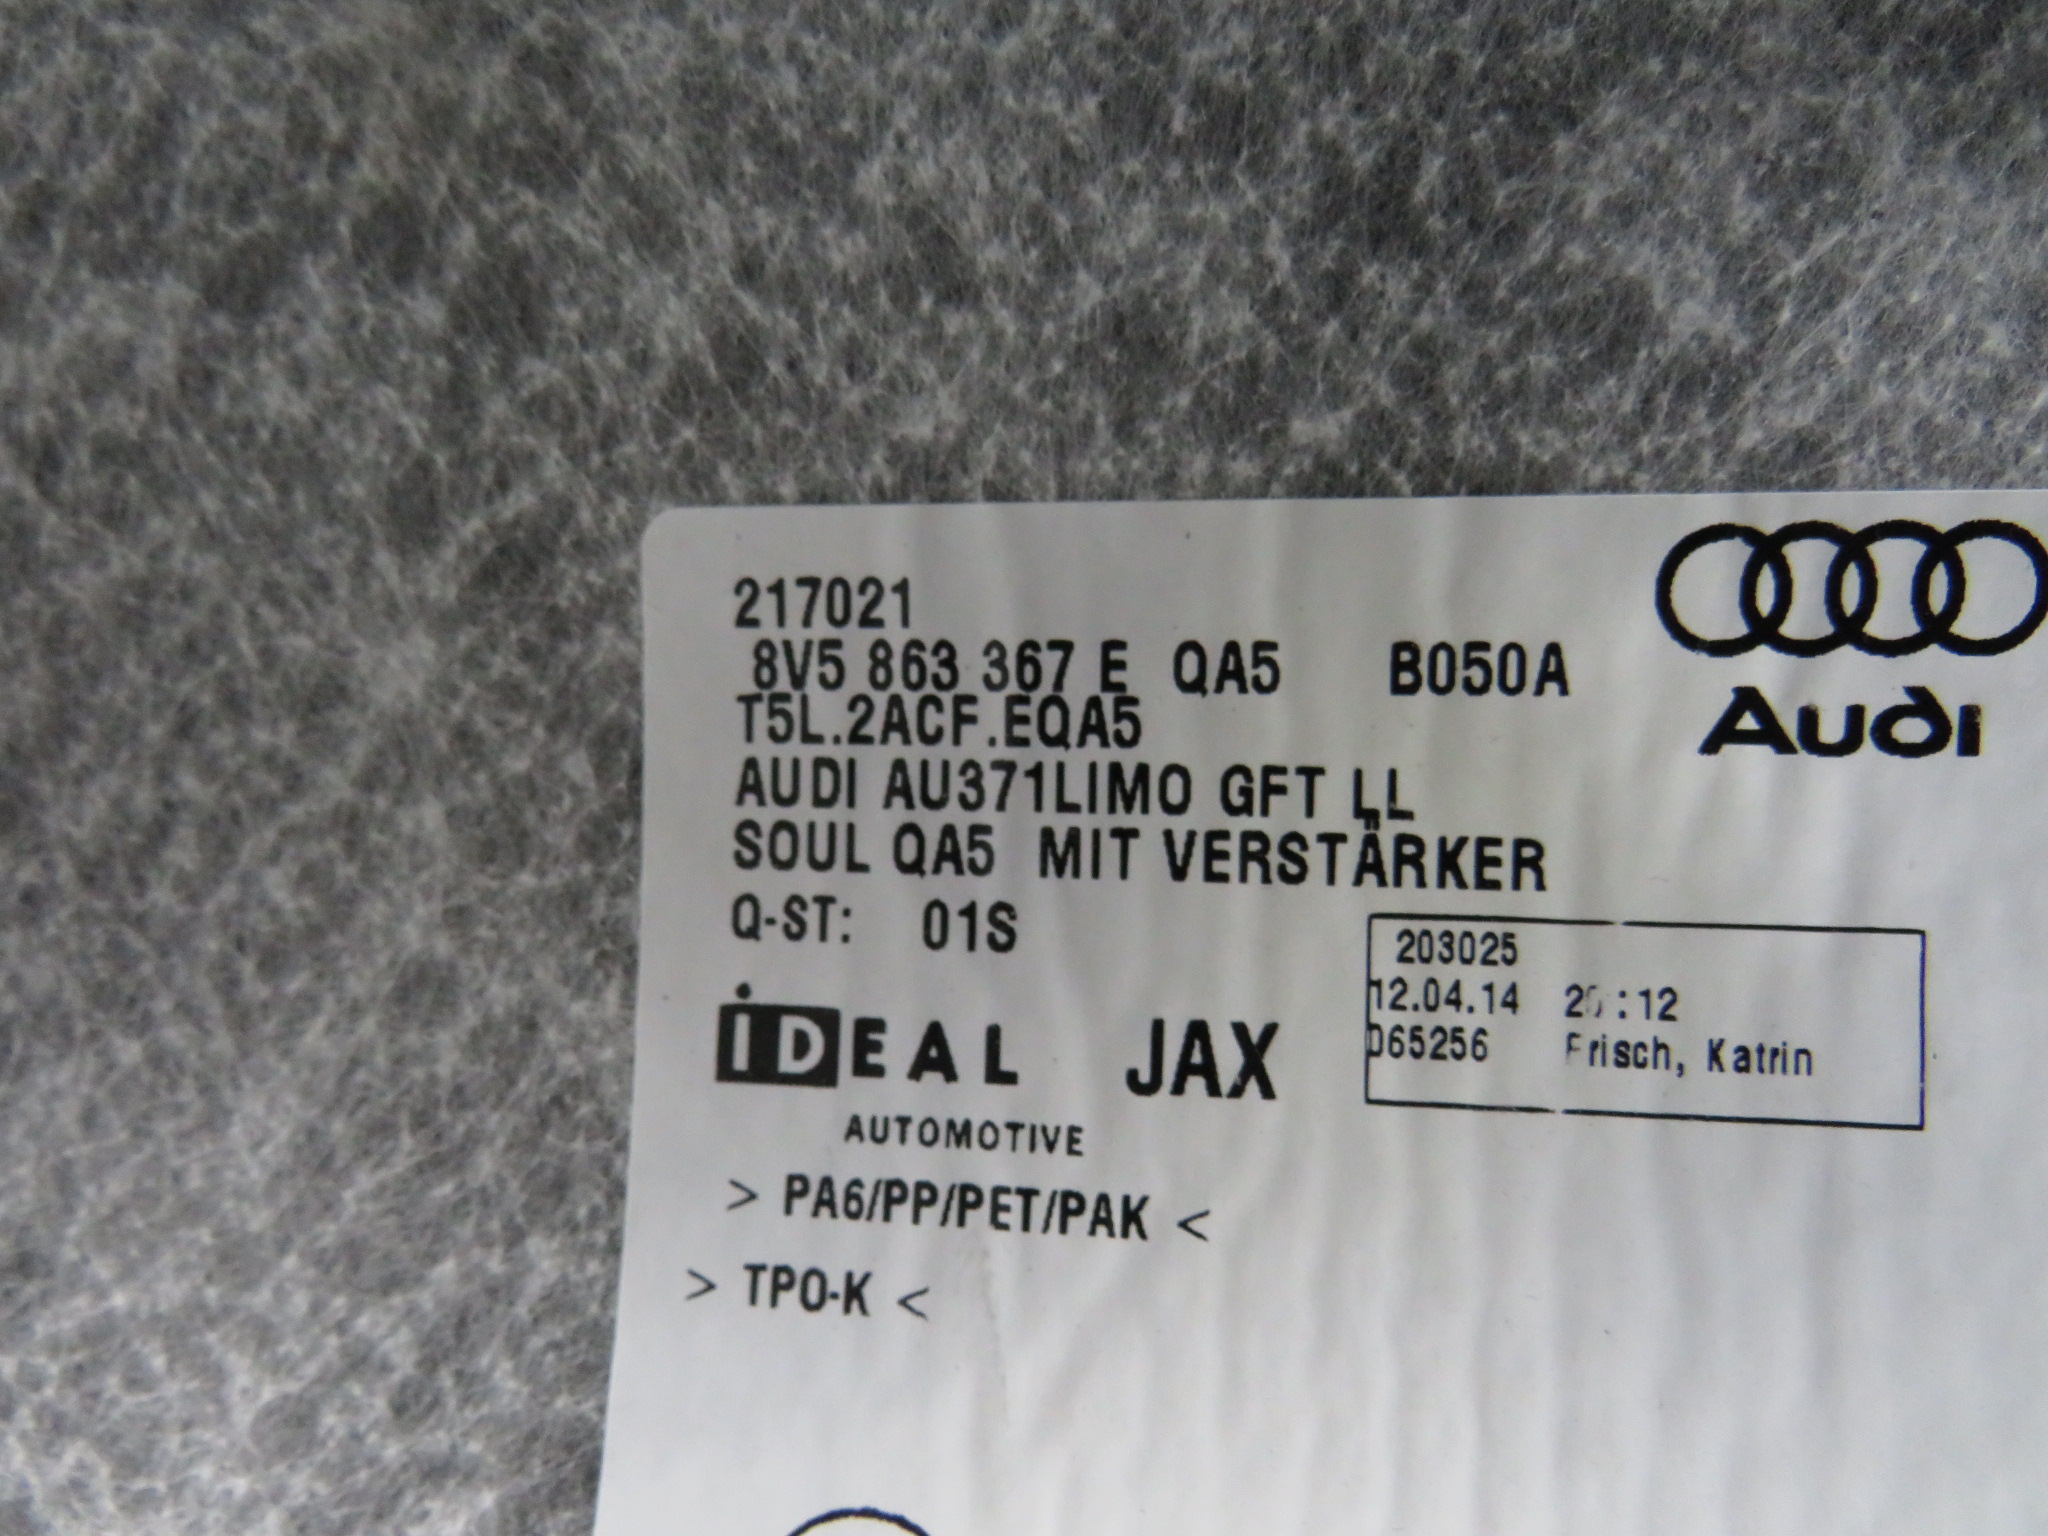 217021
8V5 863 367 E QA5 B050A
T5L.2ACF.EQA5
Audi
AUDI AU371LIMO GFT LL
SOUL QA5 MIT VERSTÄRKER
Q-ST: 01S
203025
12.04.14
065256 Frisch, Katrin
iDEAL JAX
AUTOMOTIVE
> PA6/PP/PET/PAK <
> TPO-K <